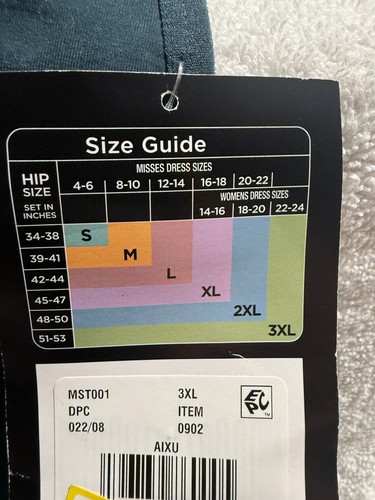 Size Guide
HIP SIZE SET IN INCHES
MISSES DRESS SIZES
4-6 8-10 12-14 16-18 20-22
WOMENS DRESS SIZES
14-16 18-20 22-24
34-38 S
39-41 M
42-44 L
45-47 XL
48-50 2XL
51-53 3XL
MST001 3XL
DPC ITEM
022/08 0902
AIXU
EPC TM